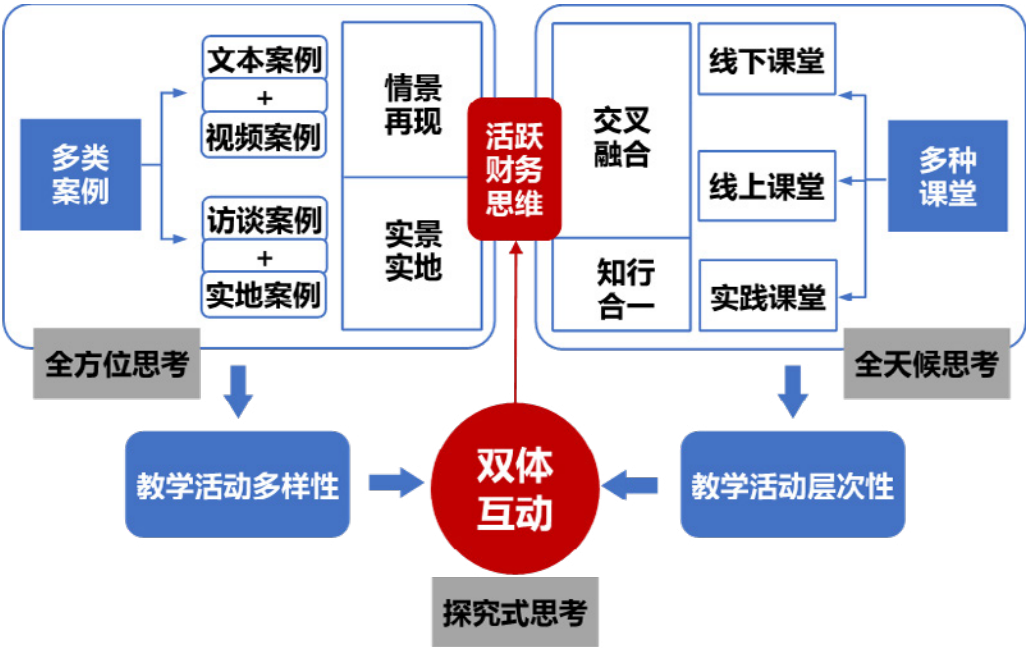 多类
案例
文本案例
+
视频案例
访谈案例
+
实地案例
情景
再现
实景
实地
全方位思考
活跃
财务
思维
交叉
融合
知行
合一
线下课堂
线上课堂
实践课堂
多种
课堂
全天候思考
教学活动多样性
双体
互动
教学活动层次性
探究式思考